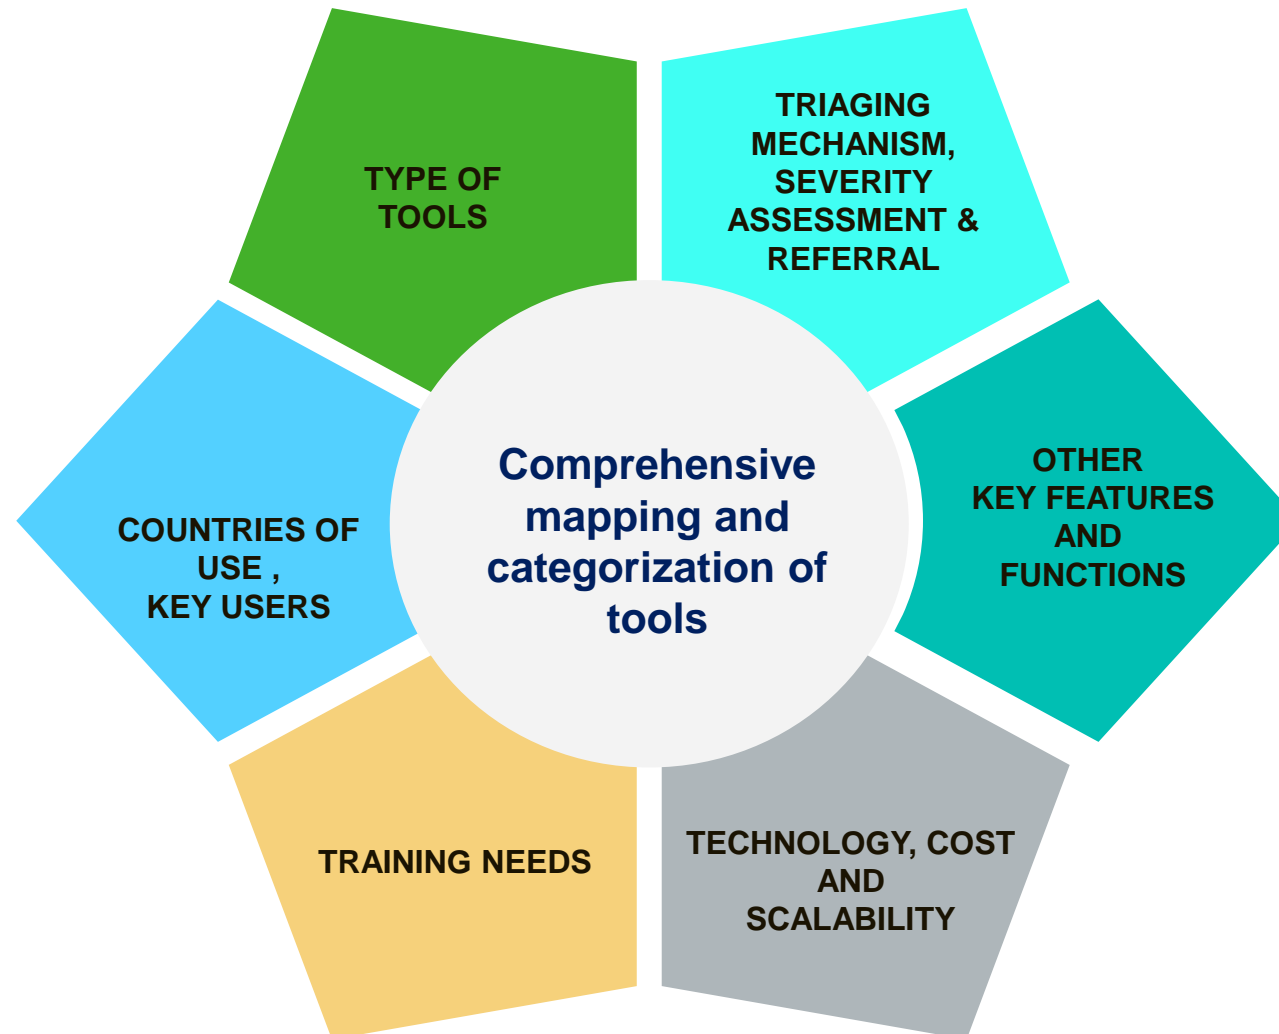 TYPE OF
TOOLS
TRIAGING
MECHANISM,
SEVERITY
ASSESSMENT &
REFERRAL
COUNTRIES OF
USE ,
KEY USERS
Comprehensive
mapping and
categorization of
tools
OTHER
KEY FEATURES
AND
FUNCTIONS
TRAINING NEEDS
TECHNOLOGY, COST
AND
SCALABILITY